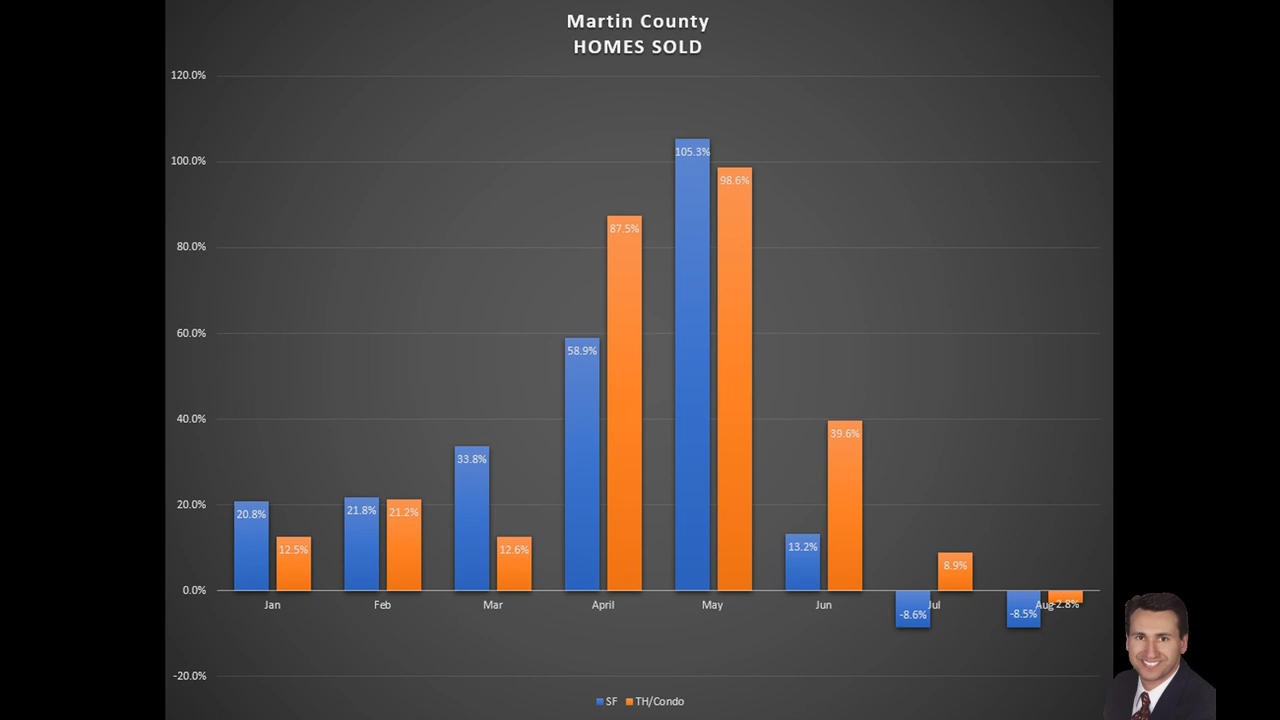 Martin County
HOMES SOLD
120.0%
100.0%
80.0%
60.0%
40.0%
20.0%
0.0%
-20.0%
20.8%
12.5%
21.8%
21.2%
33.8%
12.6%
58.9%
87.5%
105.3%
98.6%
13.2%
39.6%
-8.6%
8.9%
-8.5%
-2.8%
Jan
Feb
Mar
April
May
Jun
Jul
Aug
SF
TH/Condo